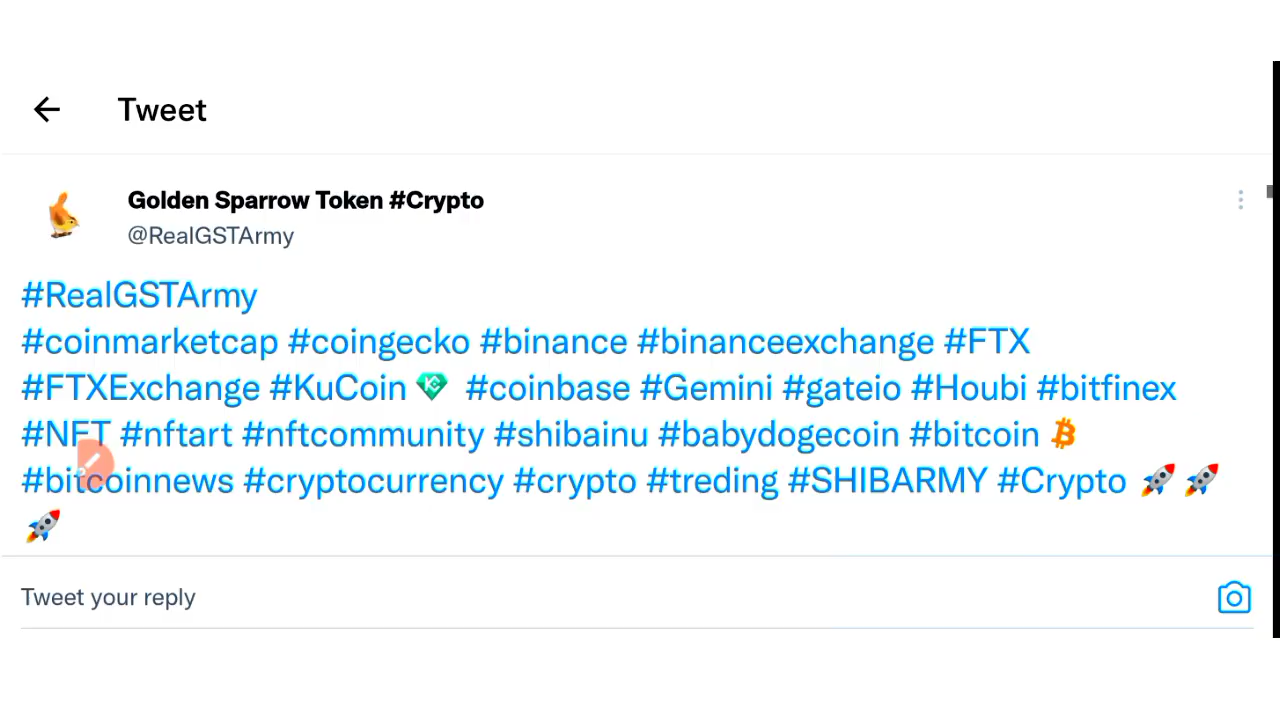 Tweet
Golden Sparrow Token #Crypto
@RealGSTArmy
#RealGSTArmy
#coinmarketcap #coingecko #binance #binanceexchange #FTX
#FTXExchange #KuCoin #coinbase #Gemini #gateio #Houbi #bitfinex
#NFT #nftart #nftcommunity #shibainu #babydogecoin #bitcoin
#bitcoinnews #cryptocurrency #crypto #treding #SHIBARMY #Crypto 🚀 🚀
🚀
Tweet your reply